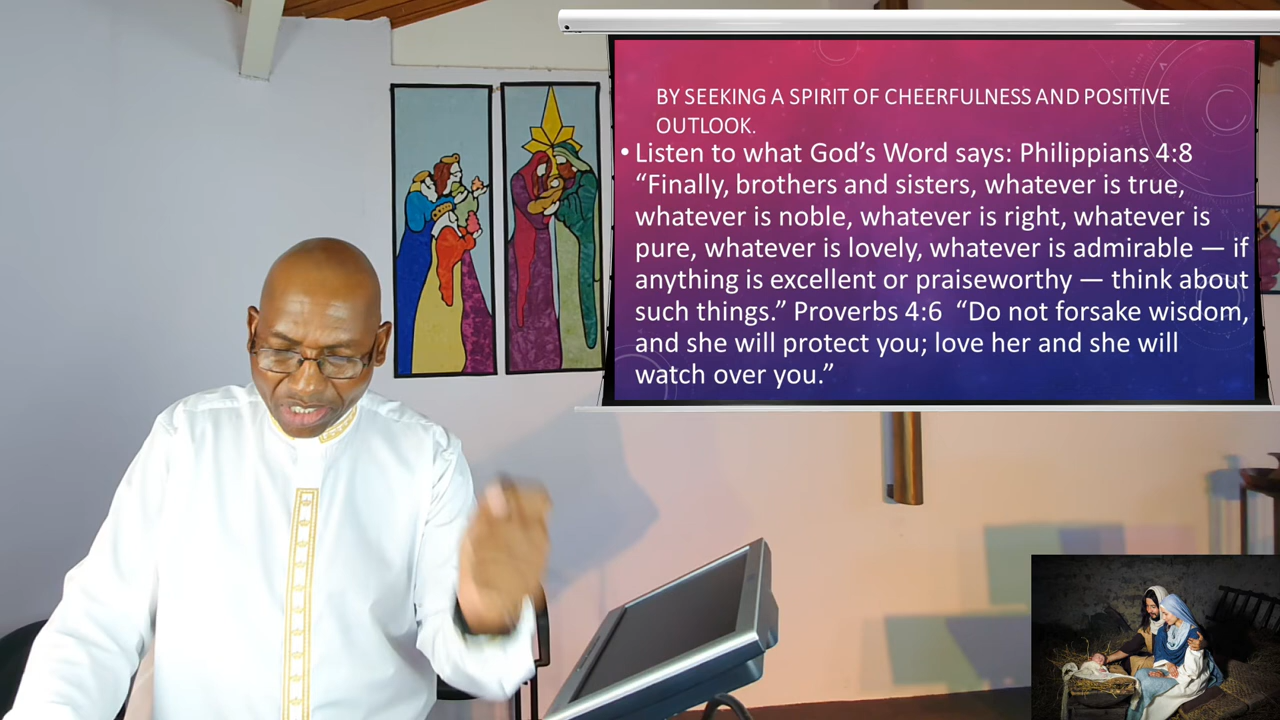 BY SEEKING A SPIRIT OF CHEERFULNESS AND POSITIVE
OUTLOOK.
• Listen to what God’s Word says: Philippians 4:8
“Finally, brothers and sisters, whatever is true,
whatever is noble, whatever is right, whatever is
pure, whatever is lovely, whatever is admirable — if
anything is excellent or praiseworthy — think about
such things.” Proverbs 4:6  “Do not forsake wisdom,
and she will protect you; love her and she will
watch over you.”